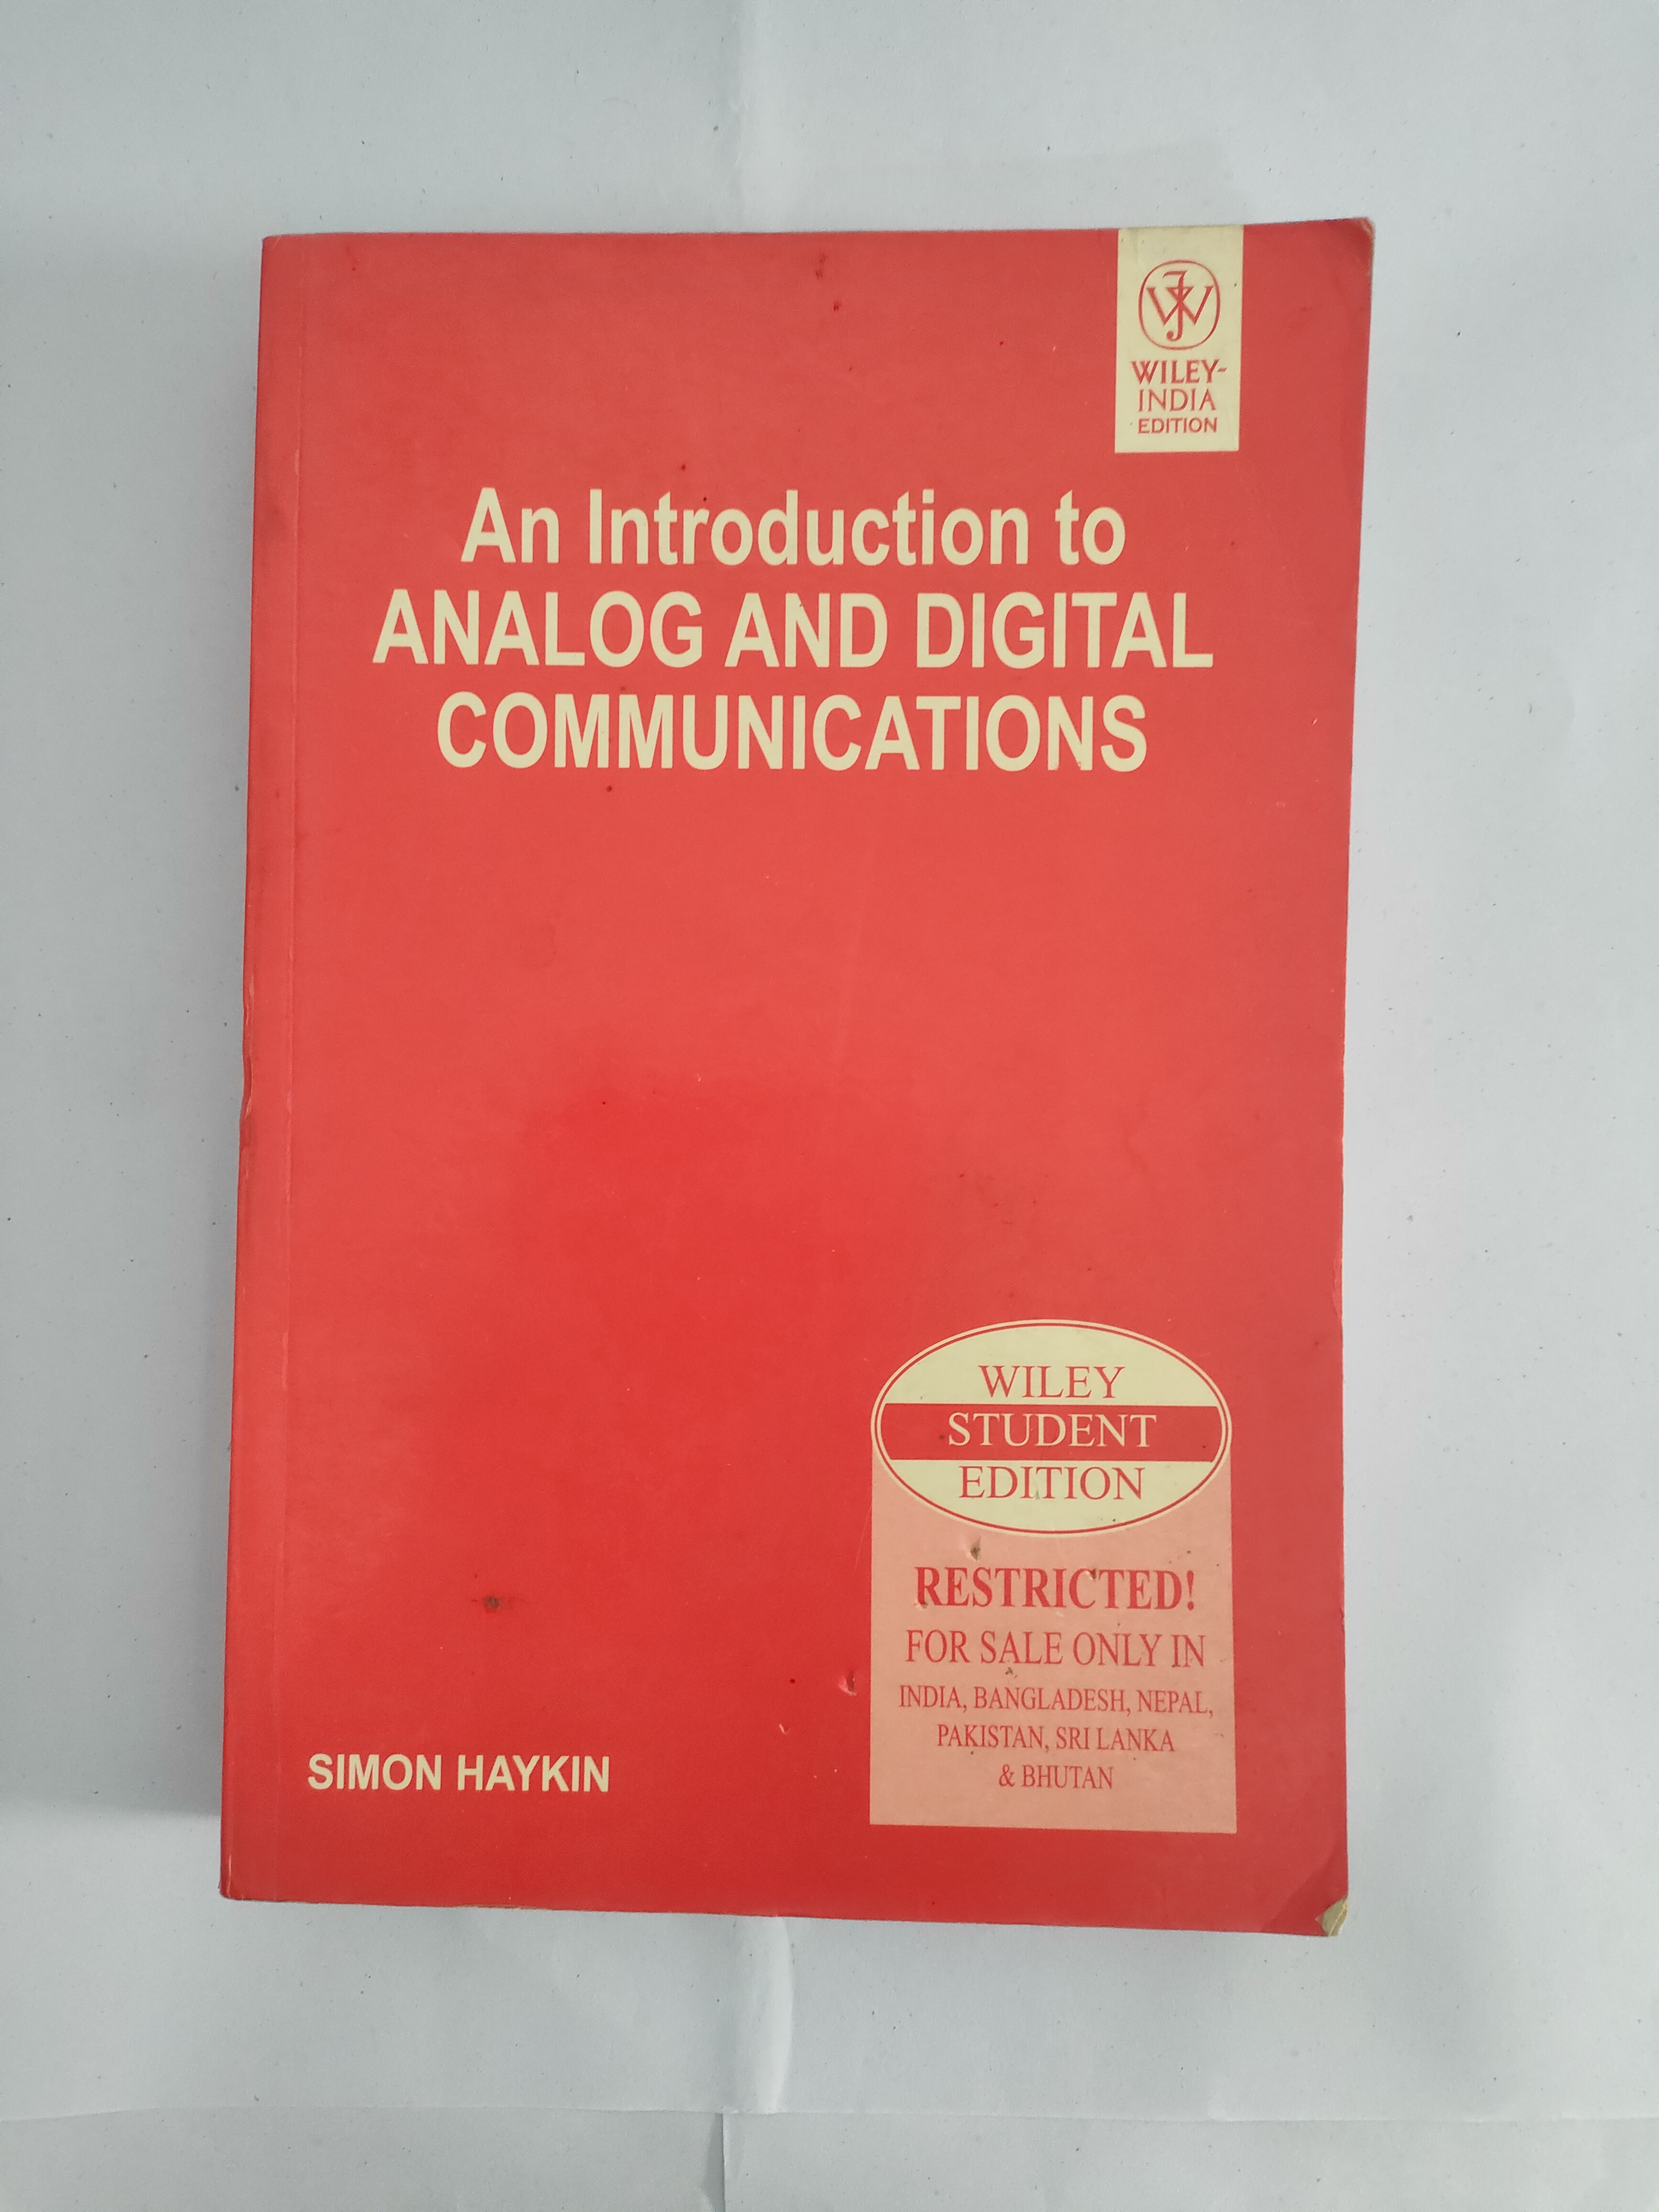 WILEY-
INDIA
EDITION
An Introduction to
ANALOG AND DIGITAL
COMMUNICATIONS
WILEY
STUDENT
EDITION
RESTRICTED!
FOR SALE ONLY IN
INDIA, BANGLADESH, NEPAL,
PAKISTAN, SRI LANKA
& BHUTAN
SIMON HAYKIN